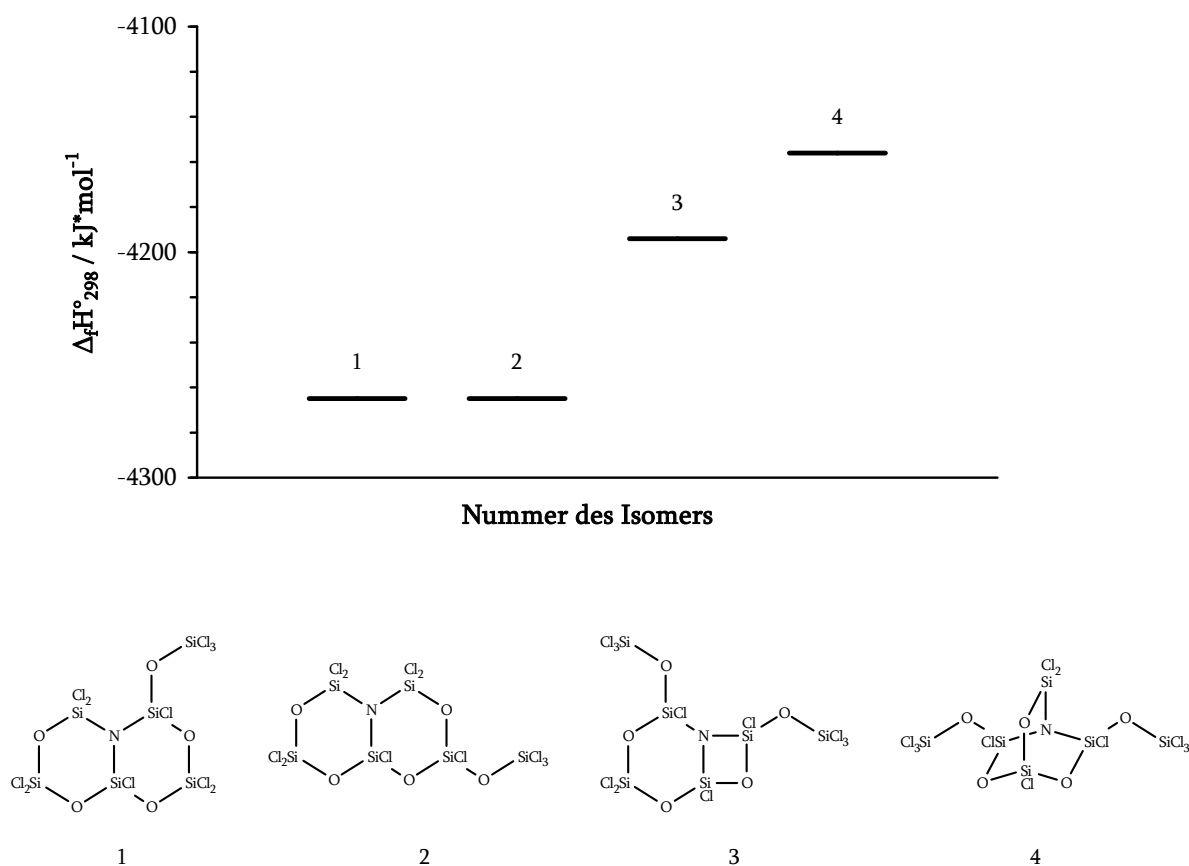 -4100
4
3
-4200
1
2
-4300
ΔfH°298 / kJ*mol-1
Nummer des Isomers
SiCl3
O
Cl2
Si
SiCl
O
N
O
Cl2Si
SiCl
SiCl2
O
O
1
Cl2
Cl2
Si
Si
O
N
O
Cl2Si
SiCl
SiCl
SiCl3
O
O
O
2
Cl3Si
O
SiCl
Cl
O
O
N
Si
SiCl3
Cl2Si
Si
O
O
Cl
3
Cl2
Si
O
O
O
Cl3Si
ClSi
N
SiCl
SiCl3
O
Si
O
Cl
4